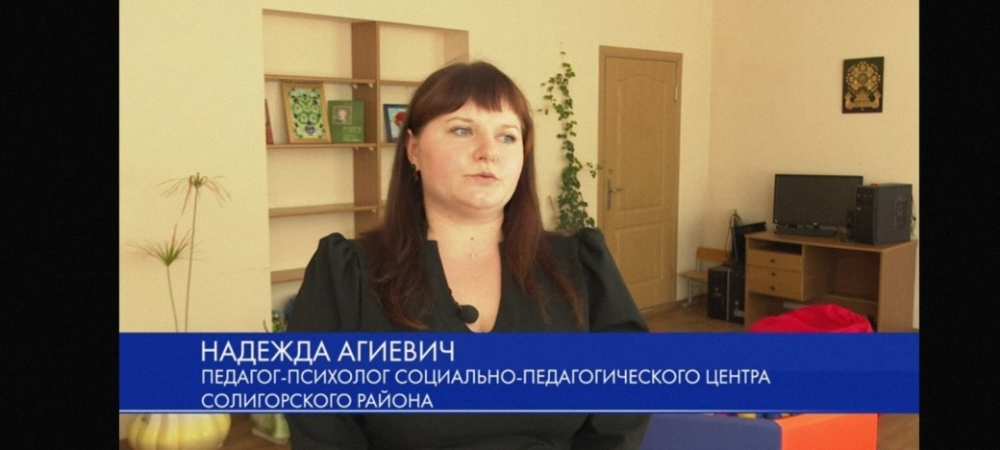 НАДЕЖДА АГИЕВИЧ
ПЕДАГОГ-ПСИХОЛОГ СОЦИАЛЬНО-ПЕДАГОГИЧЕСКОГО ЦЕНТРА
СОЛИГОРСКОГО РАЙОНА